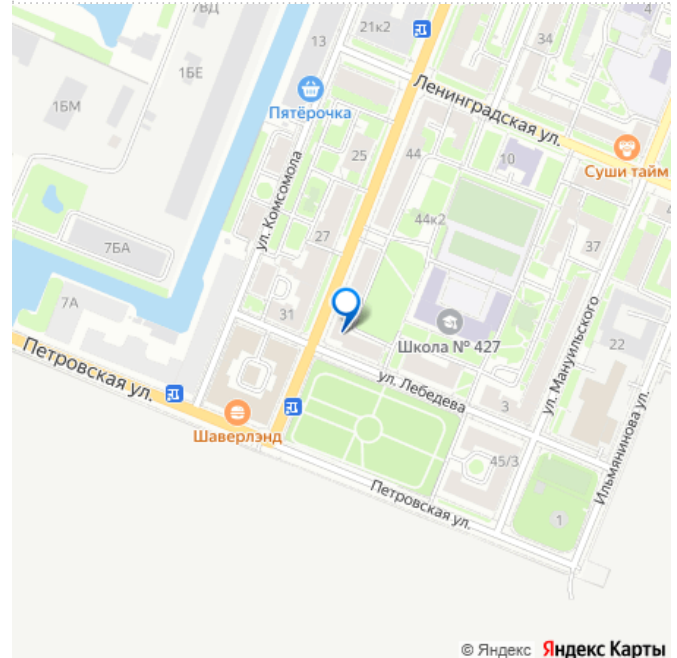 7ВД
21к2
4
13
34
1БЕ
Пятёрочка
Ленинградская ул.
1БМ
25
44
10
Суши тайм
ул. Комсомола
44к2
4
27
37
7БА
7А
31
Школа № 427
22
ул. Мануильского
Петровская ул.
ул. Лебедева
3
Ильмянинова ул.
Шаверлэнд
45/3
Петровская ул.
1
© Яндекс Яндекс Карты